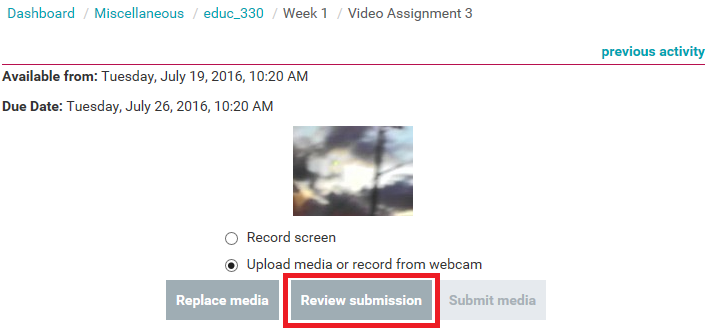 Dashboard / Miscellaneous / educ_330 / Week 1 / Video Assignment 3
previous activity
Available from: Tuesday, July 19, 2016, 10:20 AM
Due Date: Tuesday, July 26, 2016, 10:20 AM
Record screen
Upload media or record from webcam
Replace media Review submission Submit media